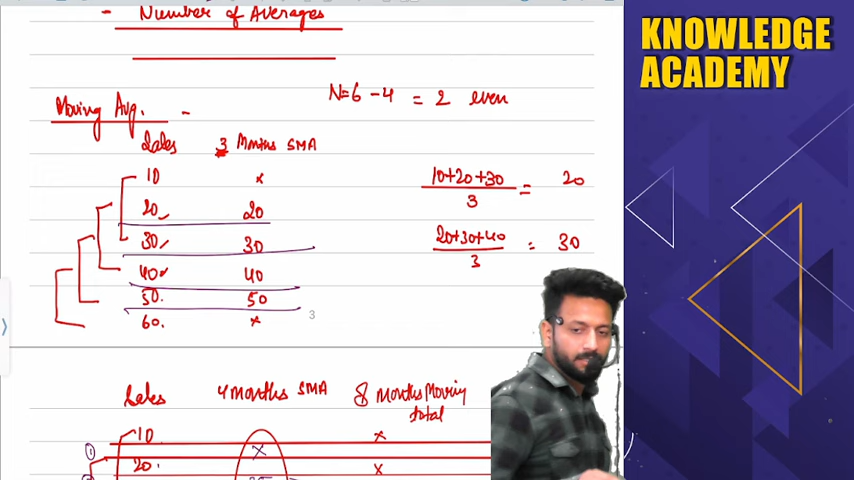 - Number of Averages
KNOWLEDGE
ACADEMY
N=6-4 = 2 even
Moving Avg. -
Sales 3 Months SMA
10 x
20 20
30 30
40 40
50. 50
60. x
10+20+30
3
= 20
20+30+40
3
= 30
3
Sales 4 months SMA 8 Months Moving
total
10 x
1
20. x x